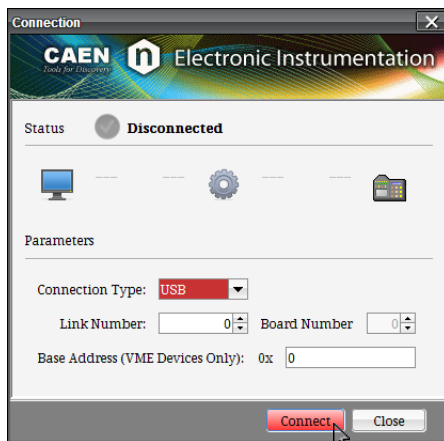 Connection
CAEN n Electronic Instrumentation
Tools for Discovery
Status Disconnected
Parameters
Connection Type: USB
Link Number: 0 Board Number 0
Base Address (VME Devices Only): 0x 0
Connect Close